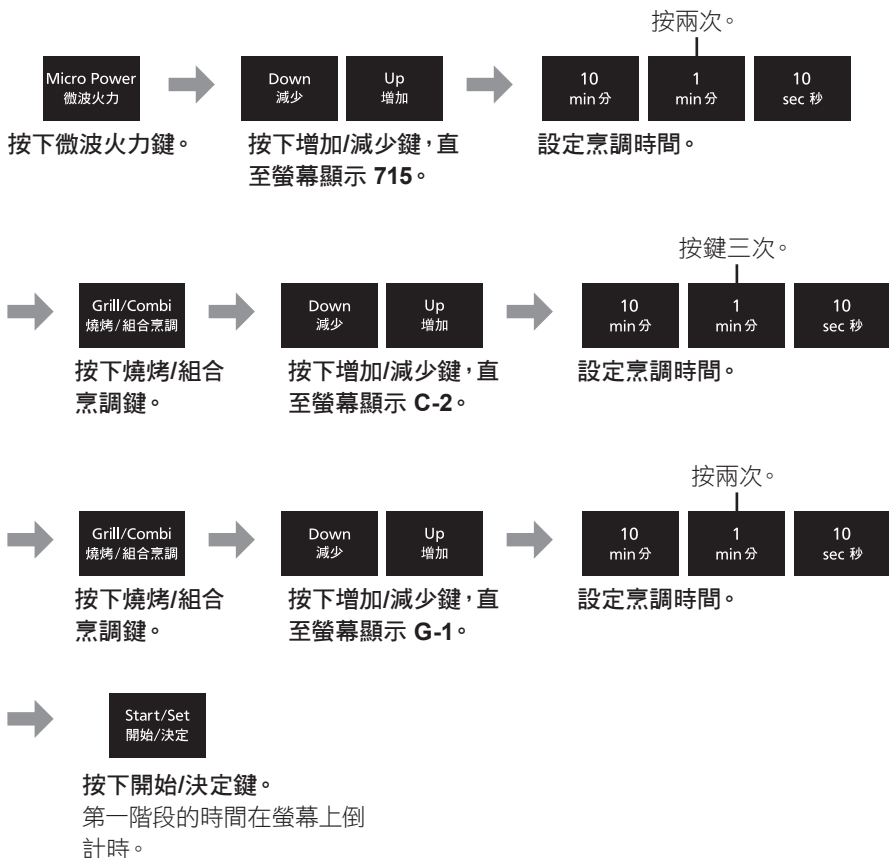 按兩次。
Micro Power
微波火力
Down
減少
Up
增加
10
min 分
1
min 分
10
sec 秒
按下微波火力鍵。
按下增加/減少鍵，直
至螢幕顯示 715。
設定烹調時間。
按鍵三次。
Grill/Combi
燒烤/組合烹調
Down
減少
Up
增加
10
min 分
1
min 分
10
sec 秒
按下燒烤/組合
烹調鍵。
按下增加/減少鍵，直
至螢幕顯示 C-2。
設定烹調時間。
按兩次。
Grill/Combi
燒烤/組合烹調
Down
減少
Up
增加
10
min 分
1
min 分
10
sec 秒
按下燒烤/組合
烹調鍵。
按下增加/減少鍵，直
至螢幕顯示 G-1。
設定烹調時間。
Start/Set
開始/決定
按下開始/決定鍵。
第一階段的時間在螢幕上倒
計時。